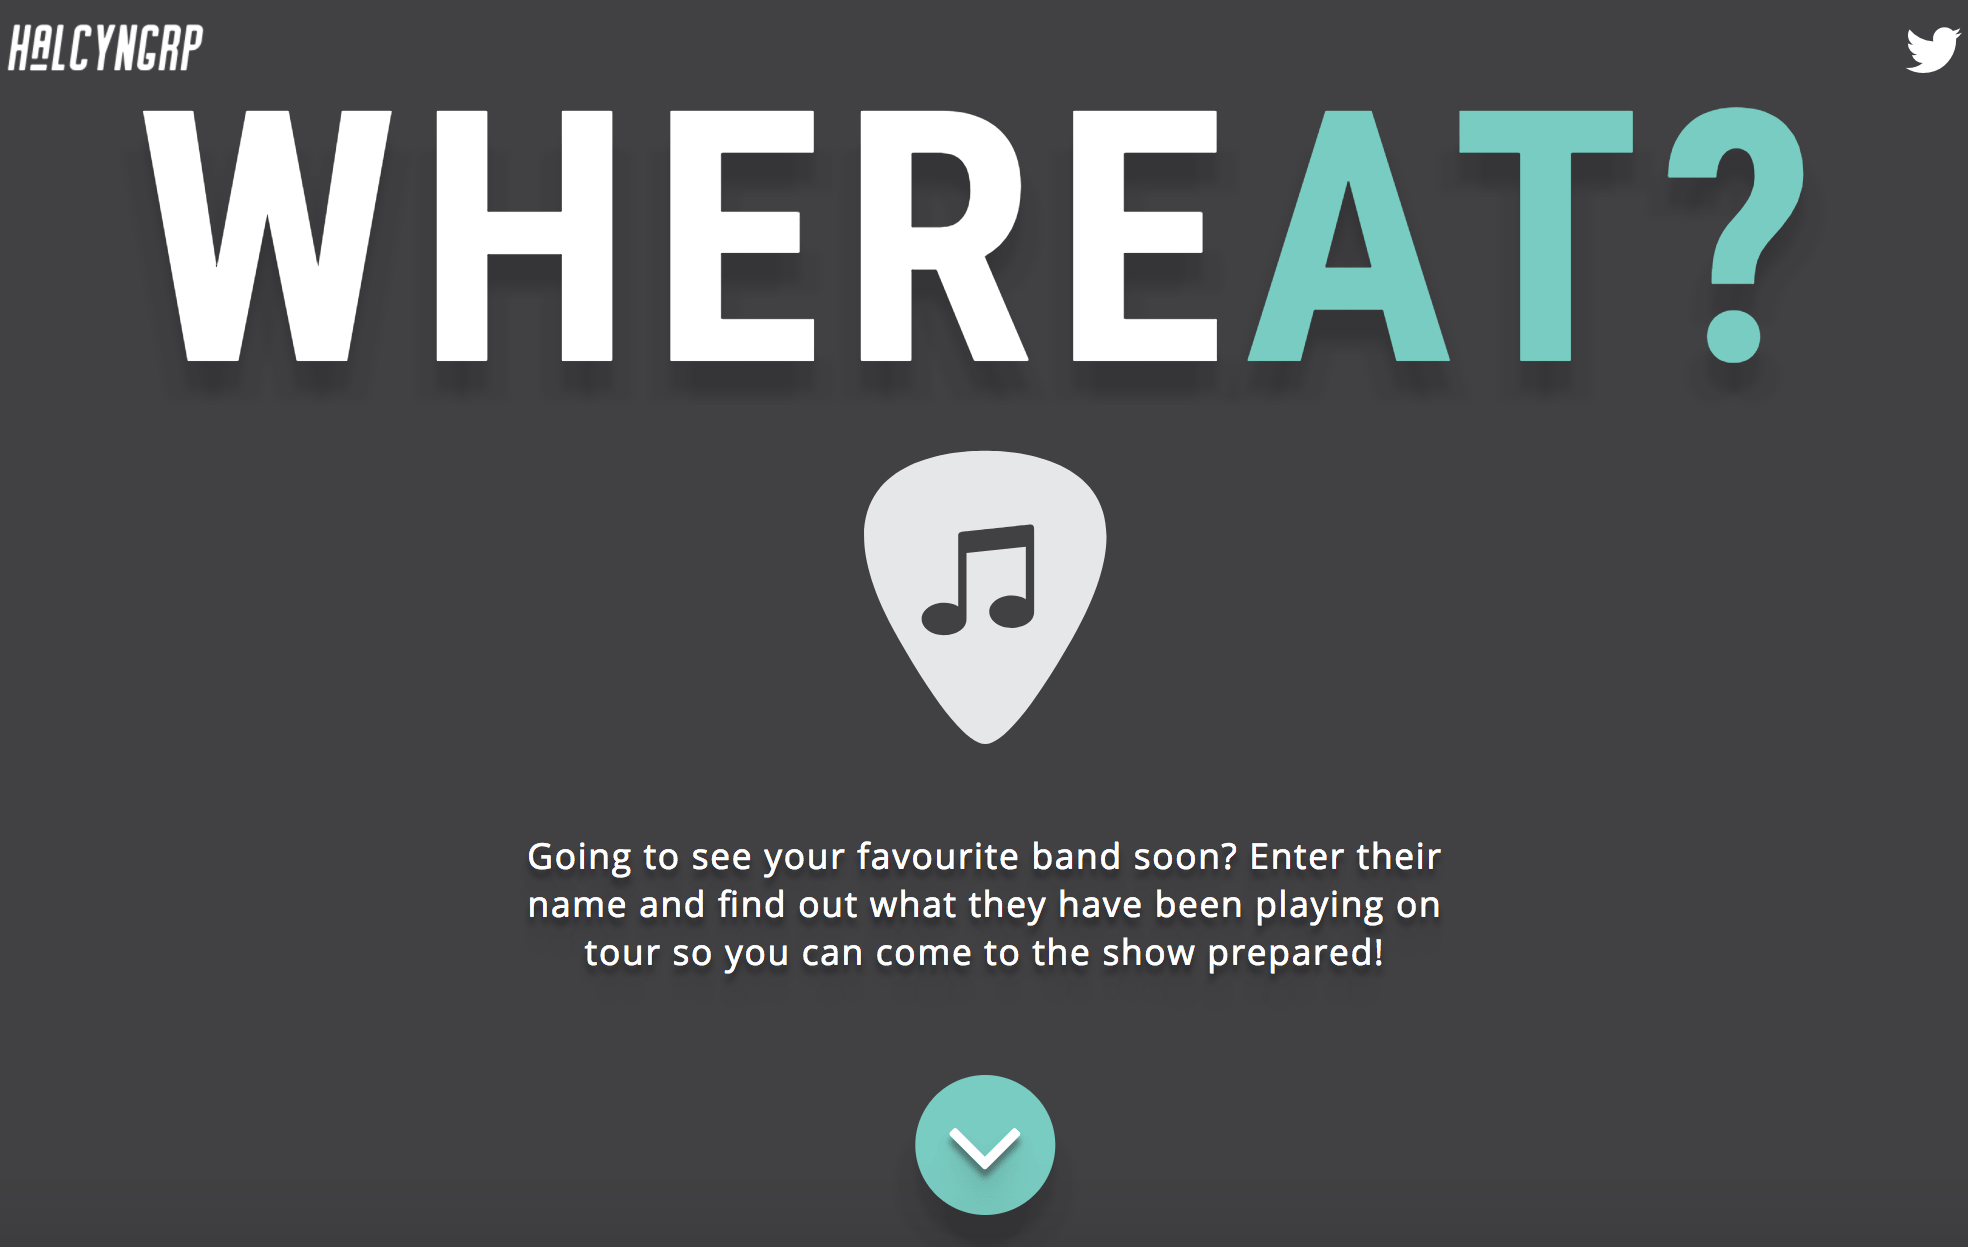 HALCYNGRP
WHEREAT?
Going to see your favourite band soon? Enter their
name and find out what they have been playing on
tour so you can come to the show prepared!